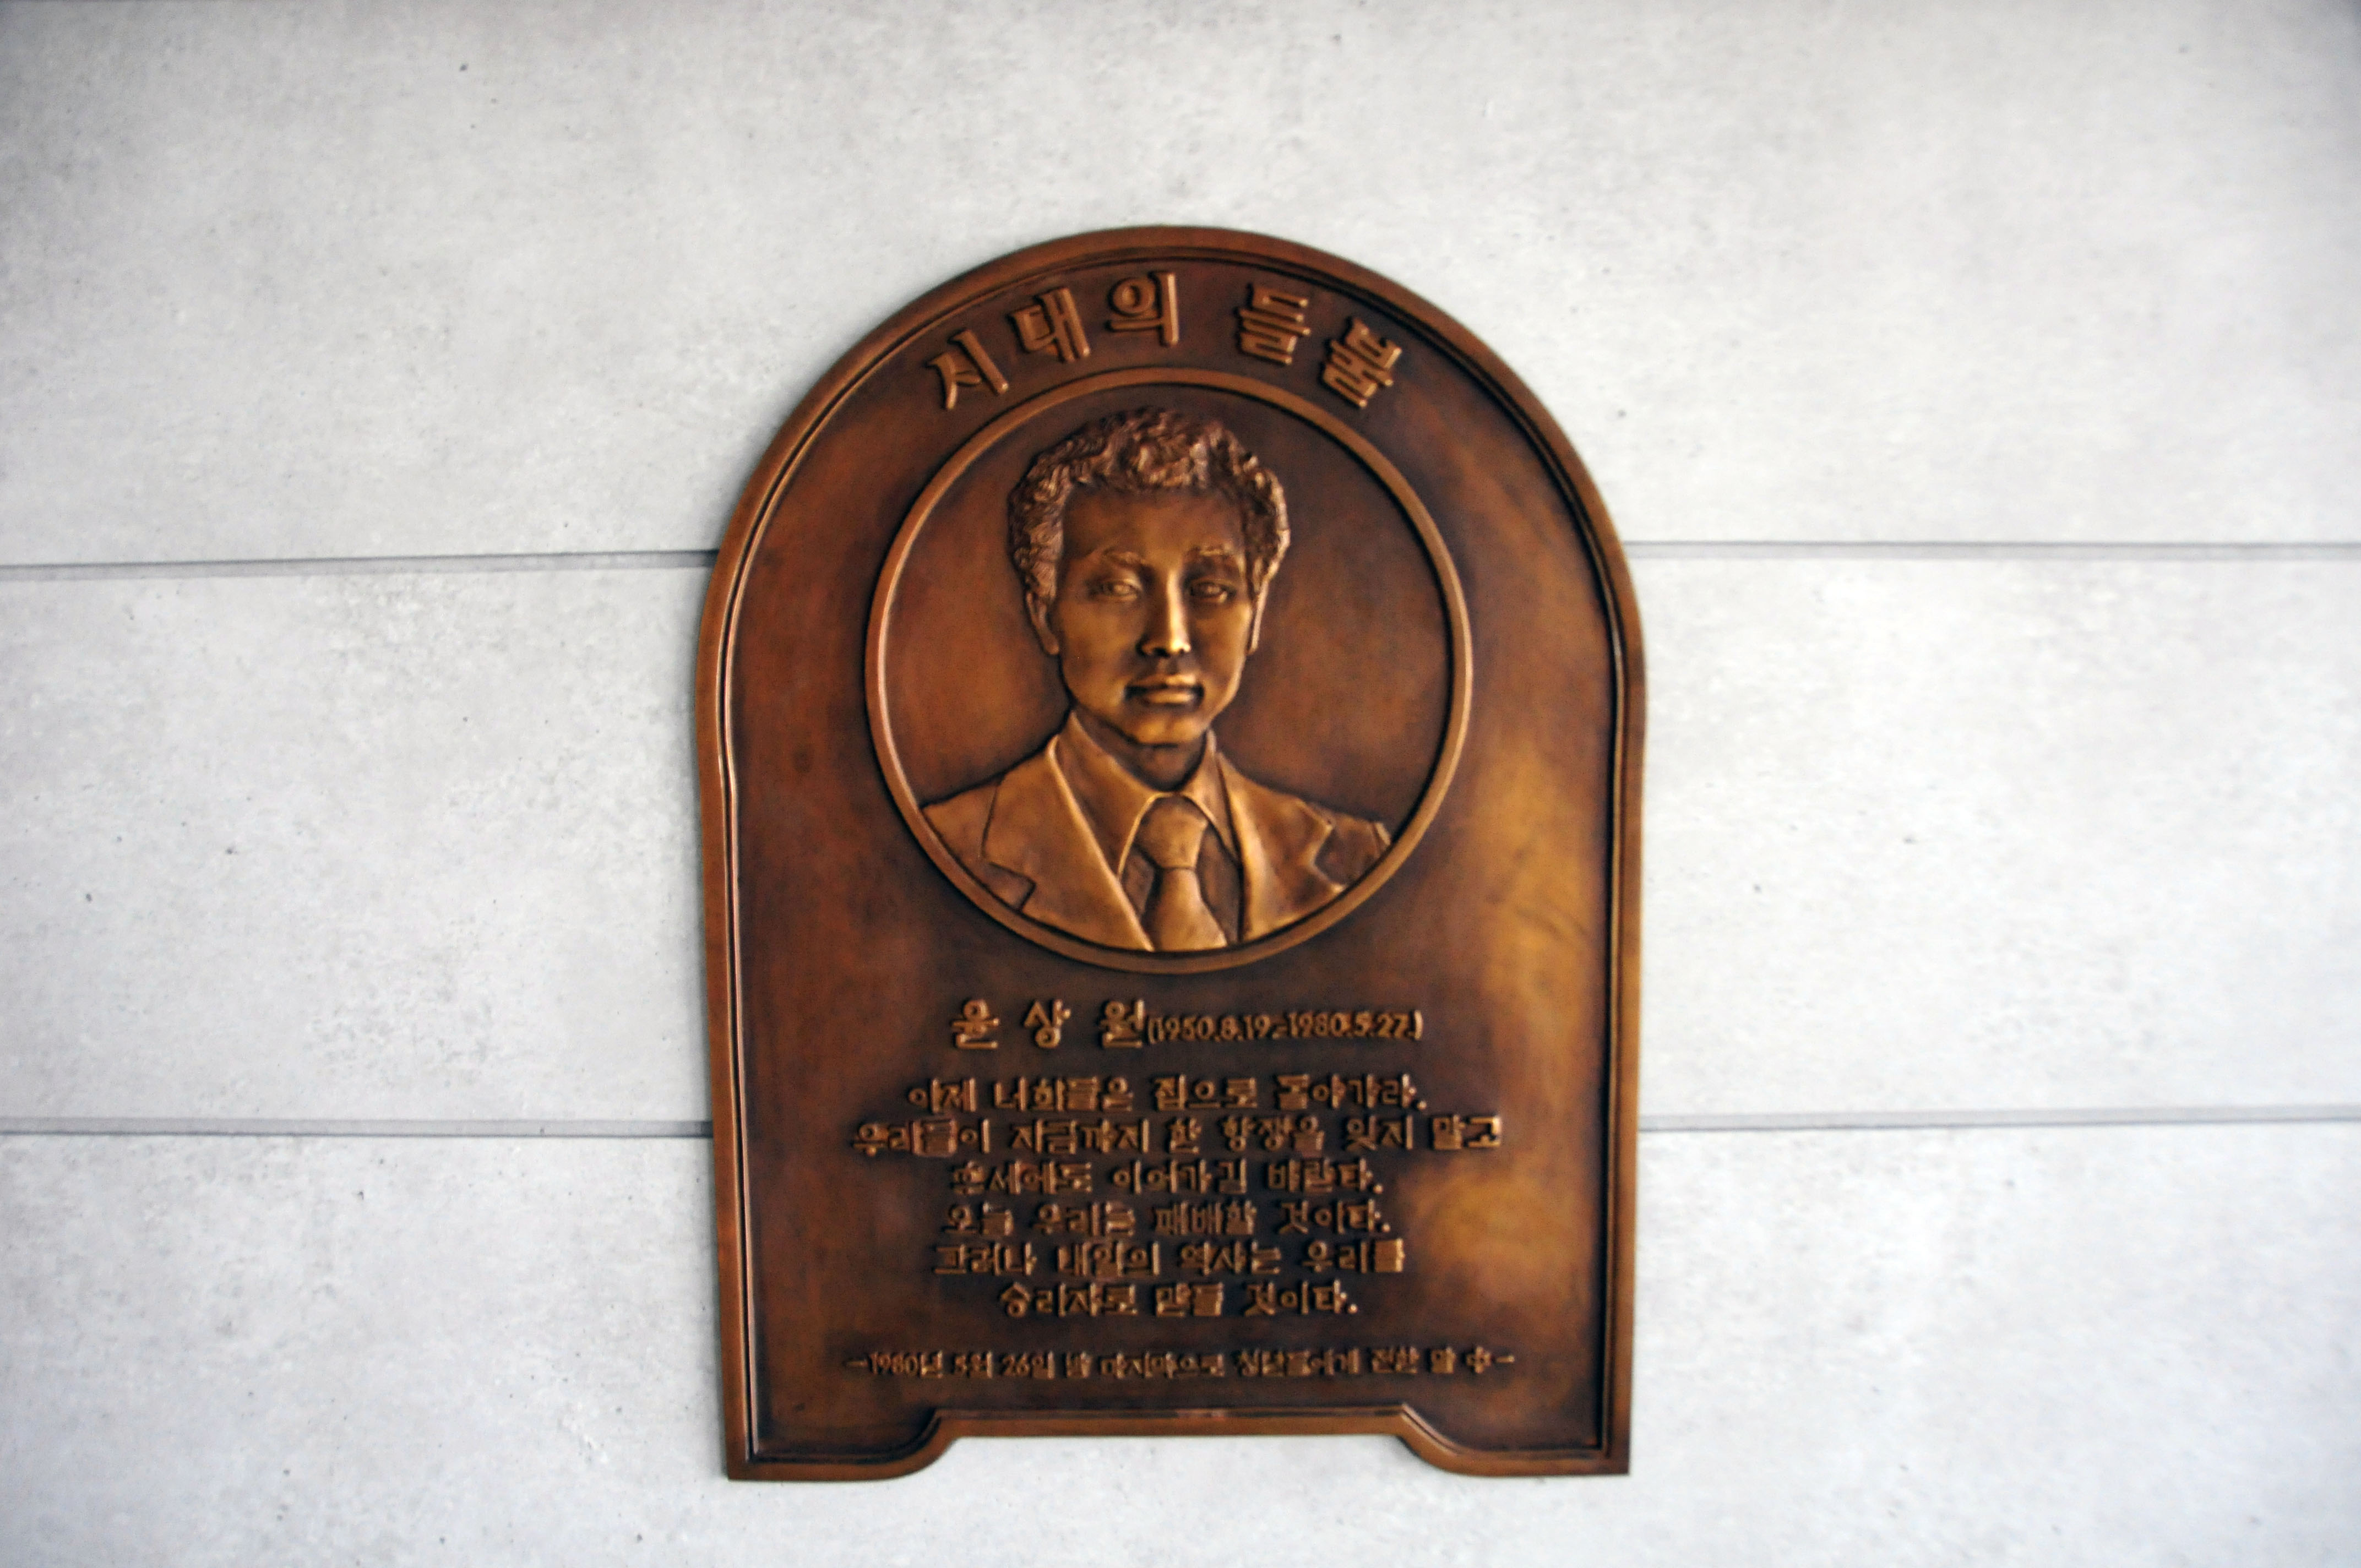 시대의 들불
윤 상 원(1950.8.19.-1980.5.27.)
이제 너희들은 집으로 돌아가라.
우리들이 지금까지 한 항쟁을 잊지 말고
후세에도 이어가길 바란다.
오늘 우리는 패배할 것이다.
그러나 내일의 역사는 우리를
승리자로 만들 것이다.
-1980년 5월 26일 밤 마지막으로 청년들에게 전한 말 中-